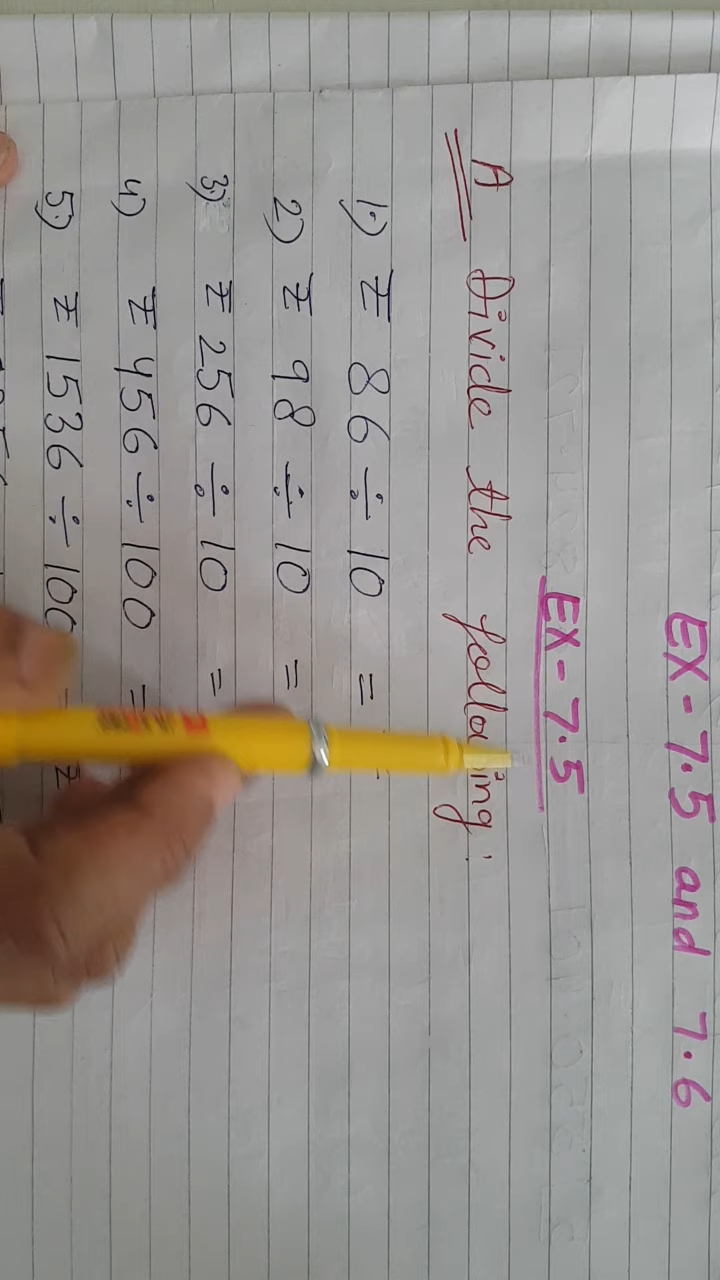 EX - 7.5 and 7.6
EX - 7.5
A Divide the following:
1.) ₹ 86 ÷ 10 =
2.) ₹ 98 ÷ 10 =
3.) ₹ 256 ÷ 10 =
4.) ₹ 456 ÷ 100 =
5.) ₹ 1536 ÷ 100 = ₹